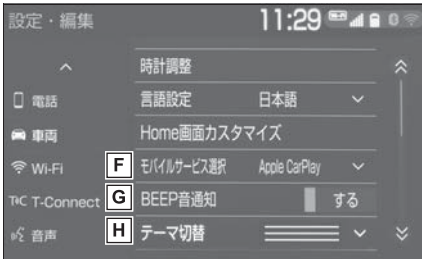 設定・編集
11:29
時計調整
電話
言語設定 日本語
車両
Home画面カスタマイズ
Wi-Fi
F
モバイルサービス選択 Apple CarPlay
T-Connect
G
BEEP音通知 する
音声
H
テーマ切替